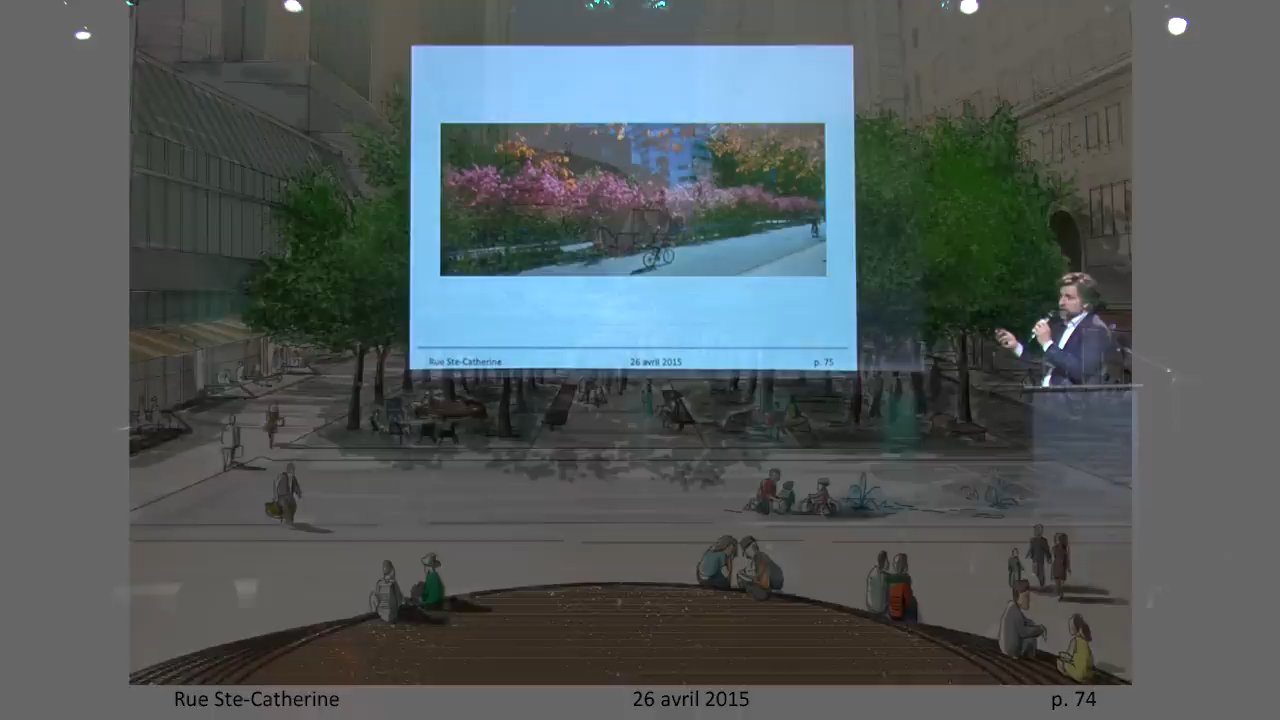 Rue Ste-Catherine 26 avril 2015 p. 75
Rue Ste-Catherine 26 avril 2015 p. 74